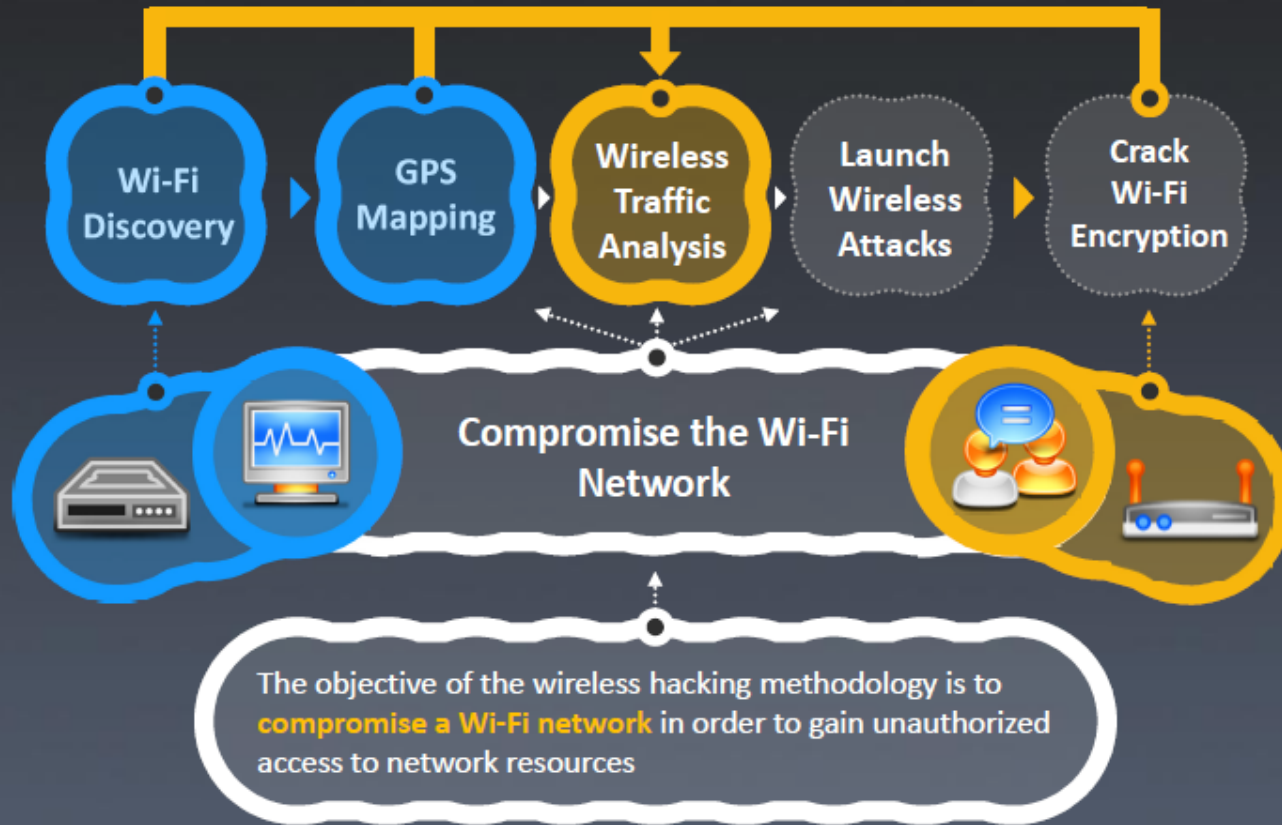 Wi-Fi
Discovery
GPS
Mapping
Wireless
Traffic
Analysis
Launch
Wireless
Attacks
Crack
Wi-Fi
Encryption
Compromise the Wi-Fi
Network
The objective of the wireless hacking methodology is to
compromise a Wi-Fi network in order to gain unauthorized
access to network resources